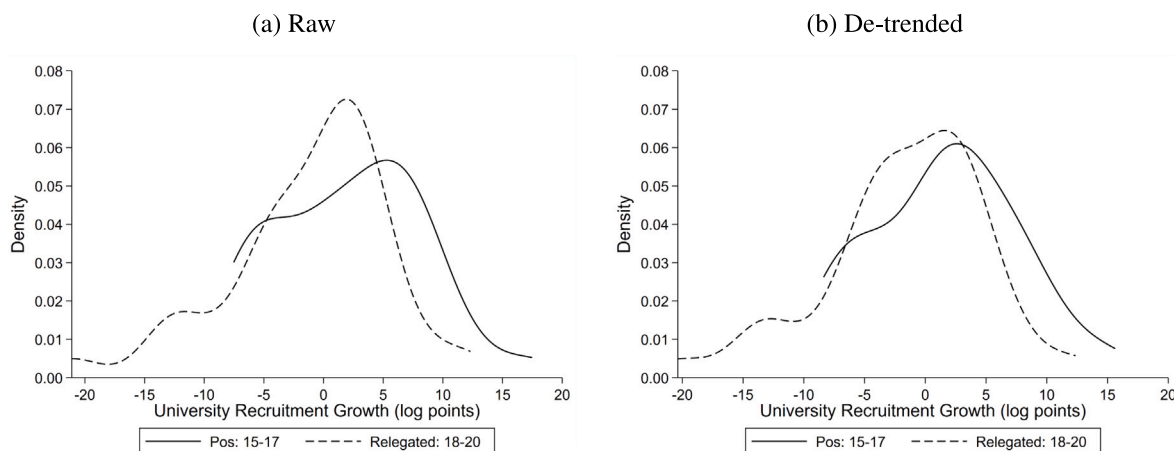 (a) Raw
0.08
0.07
0.06
0.05
0.04
0.03
0.02
0.01
0.00
Density
-20 -15 -10 -5 0 5 10 15 20
University Recruitment Growth (log points)
Pos: 15-17 Relegated: 18-20
(b) De-trended
0.08
0.07
0.06
0.05
0.04
0.03
0.02
0.01
0.00
Density
-20 -15 -10 -5 0 5 10 15 20
University Recruitment Growth (log points)
Pos: 15-17 Relegated: 18-20